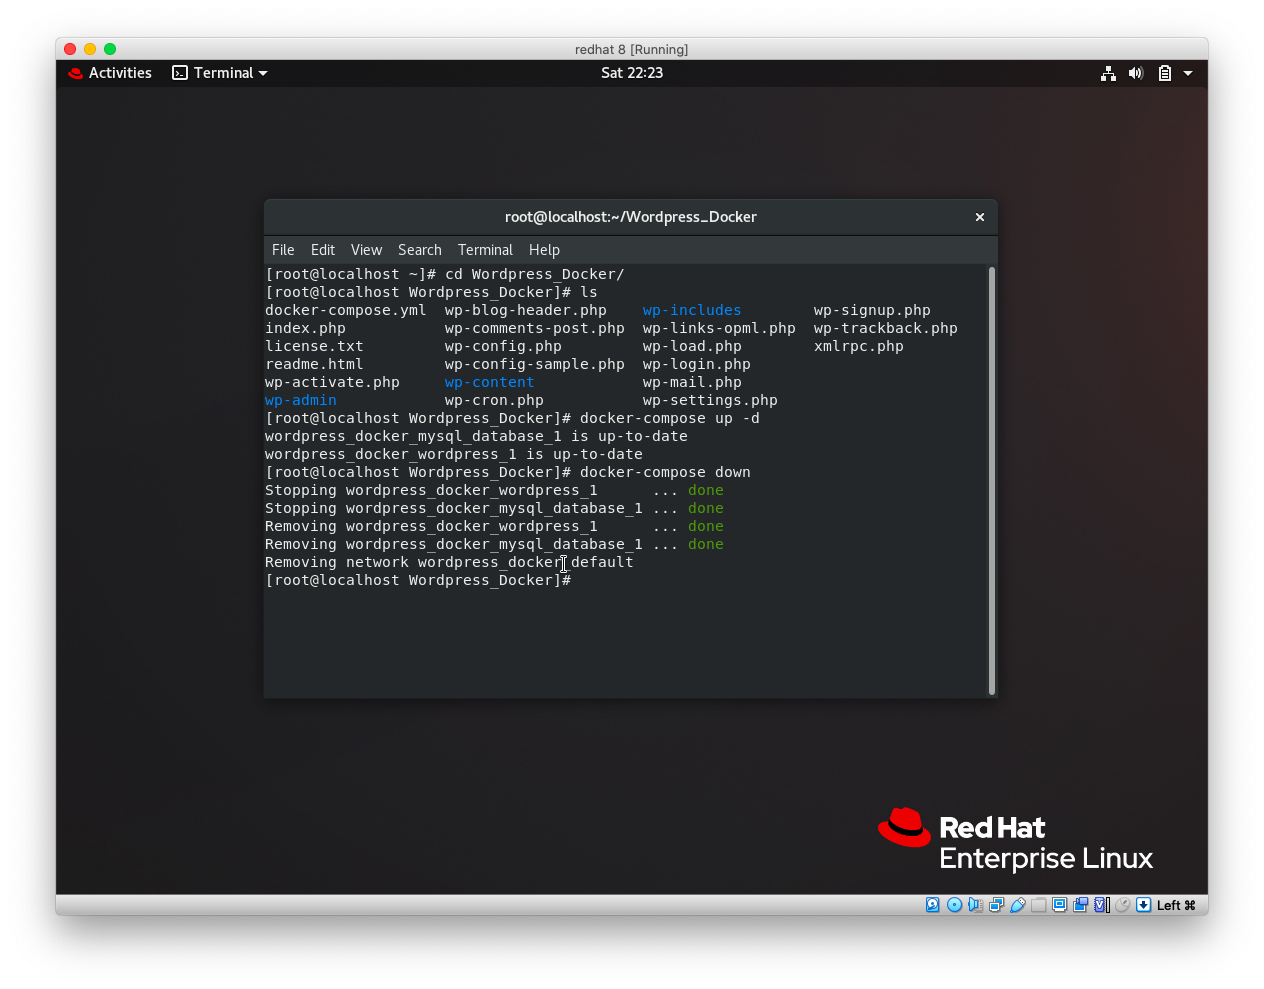 redhat 8 [Running]
Activities Terminal Sat 22:23
root@localhost:~/Wordpress_Docker
File Edit View Search Terminal Help
[root@localhost ~]# cd Wordpress_Docker/
[root@localhost Wordpress_Docker]# ls
docker-compose.yml wp-blog-header.php wp-includes wp-signup.php
index.php wp-comments-post.php wp-links-opml.php wp-trackback.php
license.txt wp-config.php wp-load.php xmlrpc.php
readme.html wp-config-sample.php wp-login.php
wp-activate.php wp-content wp-mail.php
wp-admin wp-cron.php wp-settings.php
[root@localhost Wordpress_Docker]# docker-compose up -d
wordpress_docker_mysql_database_1 is up-to-date
wordpress_docker_wordpress_1 is up-to-date
[root@localhost Wordpress_Docker]# docker-compose down
Stopping wordpress_docker_wordpress_1 ... done
Stopping wordpress_docker_mysql_database_1 ... done
Removing wordpress_docker_wordpress_1 ... done
Removing wordpress_docker_mysql_database_1 ... done
Removing network wordpress_docker_default
[root@localhost Wordpress_Docker]#
Red Hat
Enterprise Linux
Left ⌘